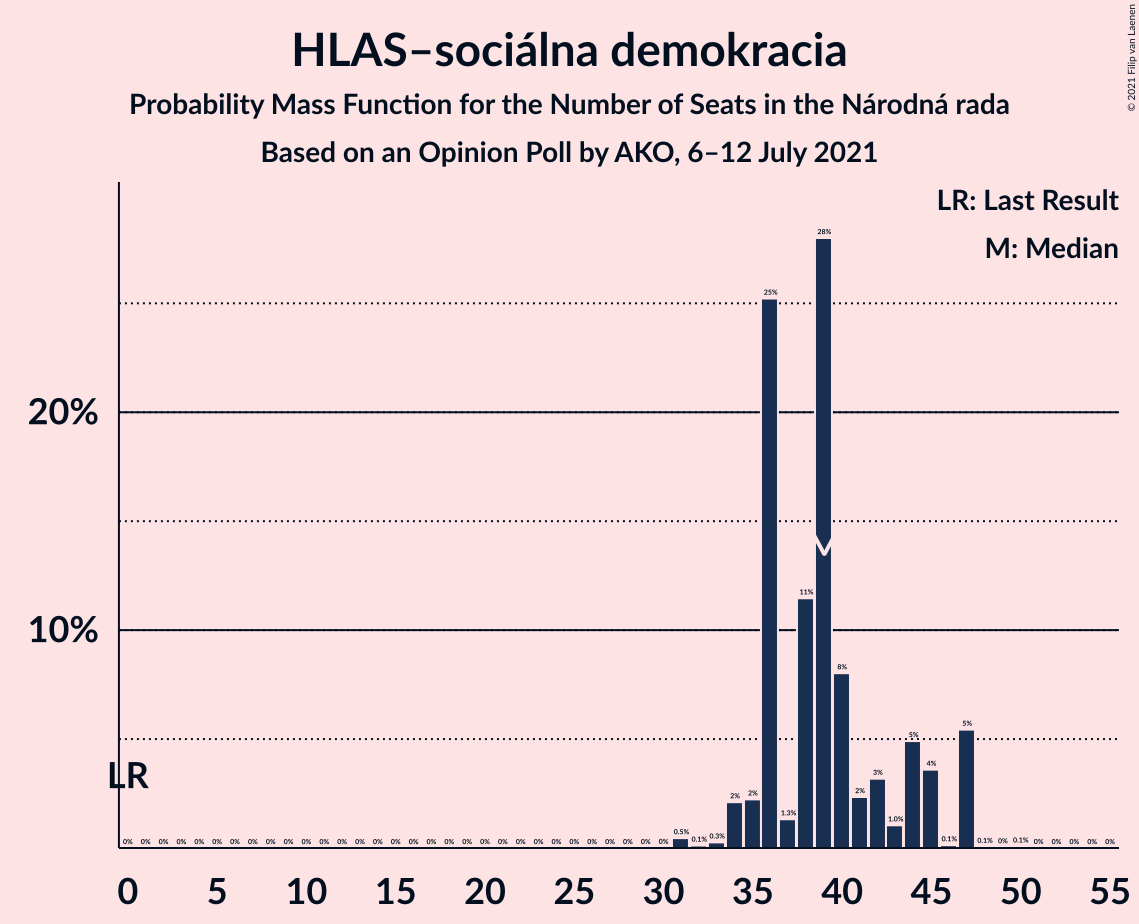 HLAS–sociálna demokracia
Probability Mass Function for the Number of Seats in the Národná rada
Based on an Opinion Poll by AKO, 6–12 July 2021
© 2021 Filip van Laenen
LR: Last Result
M: Median
28%
25%
20%
11%
10%
8%
5%
5%
4%
3%
2%
2%
2%
1.3%
1.0%
LR
0.5%
0.1%
0.3%
0.1%
0.1%
0%
0.1%
0% 0% 0% 0% 0%
0% 0% 0% 0% 0% 0% 0% 0% 0% 0% 0% 0% 0% 0% 0% 0% 0% 0% 0% 0% 0% 0% 0% 0% 0% 0% 0% 0% 0% 0% 0%
0 5 10 15 20 25 30 35 40 45 50 55